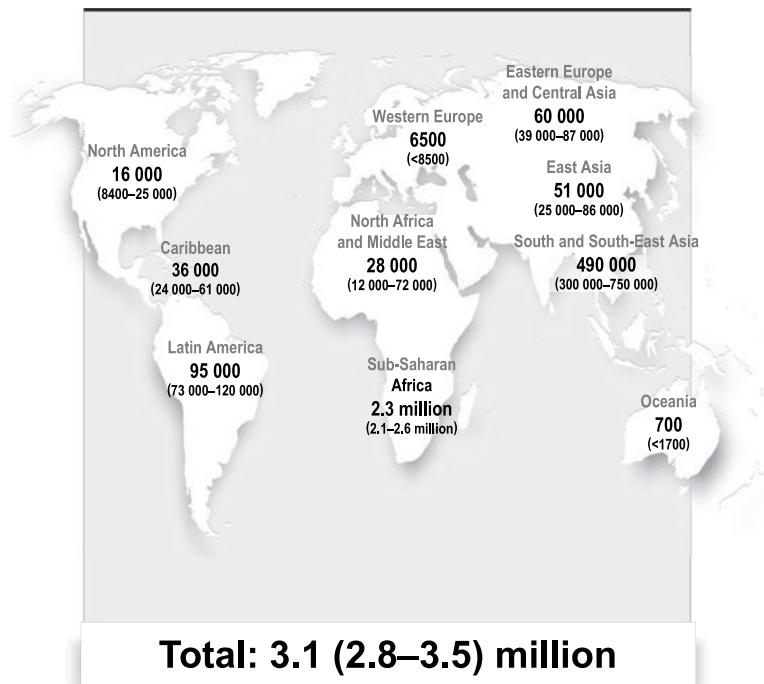 Eastern Europe
and Central Asia
60 000
(39 000–87 000)
Western Europe
6500
(<8500)
North America
16 000
(8400–25 000)
East Asia
51 000
(25 000–86 000)
North Africa
and Middle East
28 000
(12 000–72 000)
South and South-East Asia
490 000
(300 000–750 000)
Caribbean
36 000
(24 000–61 000)
Latin America
95 000
(73 000–120 000)
Sub-Saharan
Africa
2.3 million
(2.1–2.6 million)
Oceania
700
(<1700)
Total: 3.1 (2.8–3.5) million